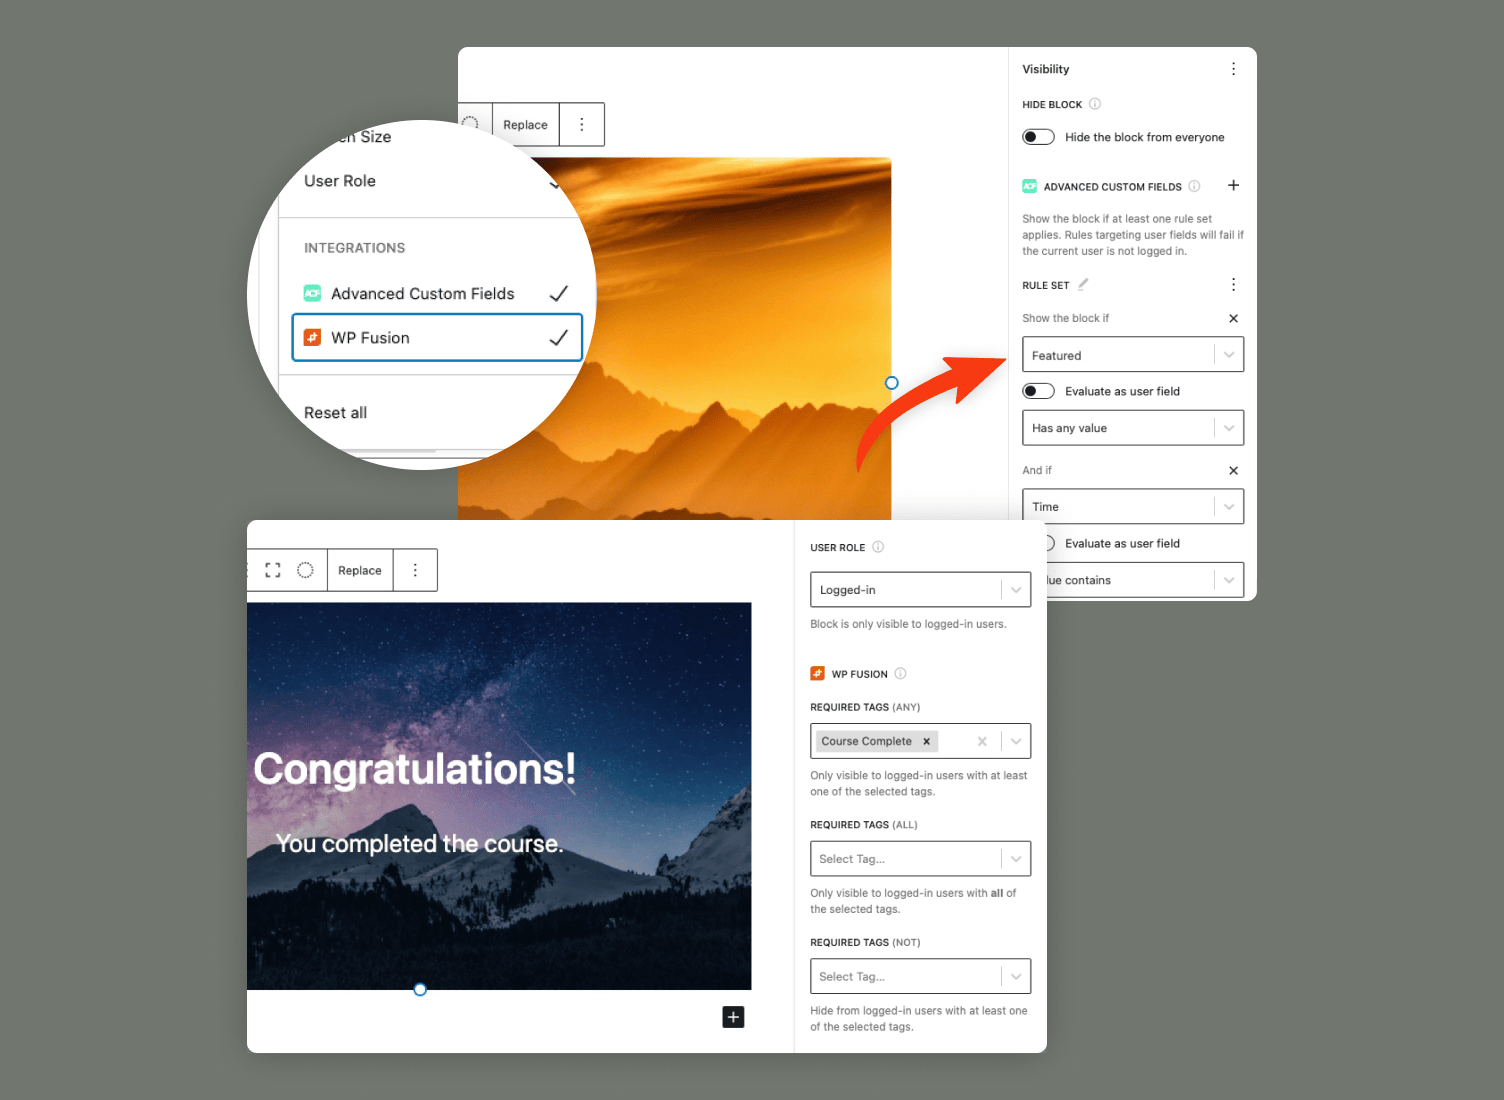 Visibility
HIDE BLOCK
Hide the block from everyone
ADVANCED CUSTOM FIELDS
Show the block if at least one rule set
applies. Rules targeting user fields will fail if
the current user is not logged in.
RULE SET
Show the block if
Featured
Evaluate as user field
Has any value
And if
Time
Evaluate as user field
contains
Replace
Size
User Role
INTEGRATIONS
ACF Advanced Custom Fields
WP Fusion
Reset all
Replace
Congratulations!
You completed the course.
USER ROLE
Logged-in
Block is only visible to logged-in users.
WP FUSION
REQUIRED TAGS (ANY)
Course Complete
Only visible to logged-in users with at least
one of the selected tags.
REQUIRED TAGS (ALL)
Select Tag...
Only visible to logged-in users with all of
the selected tags.
REQUIRED TAGS (NOT)
Select Tag...
Hide from logged-in users with at least one
of the selected tags.